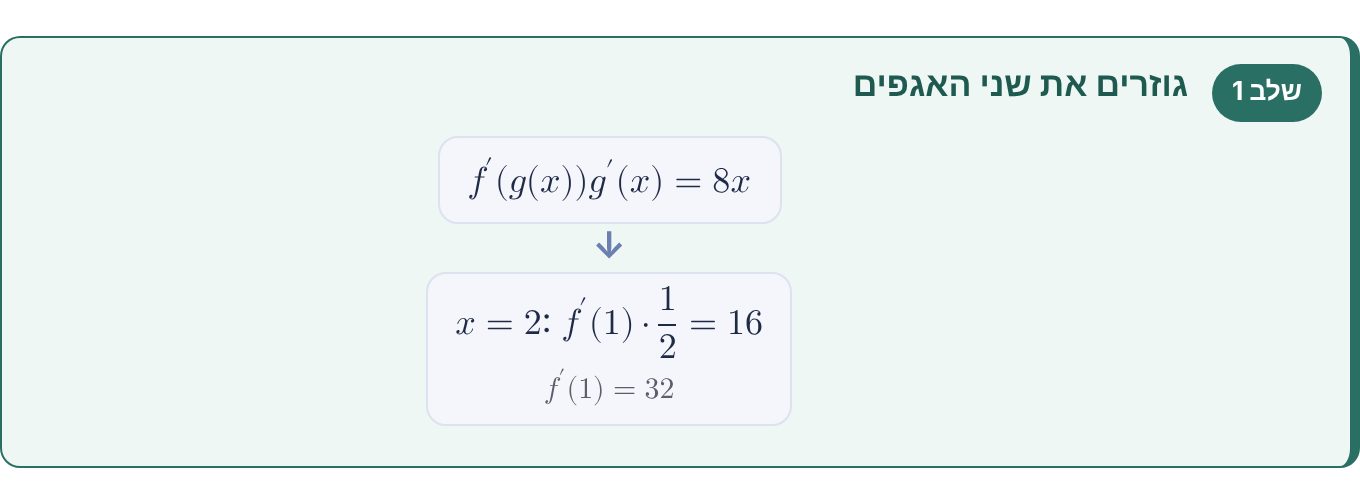 שלב 1
גוזרים את שני האגפים
f′(g(x))g′(x) = 8x
↓
x = 2: f′(1) · 1/2 = 16
f′(1) = 32